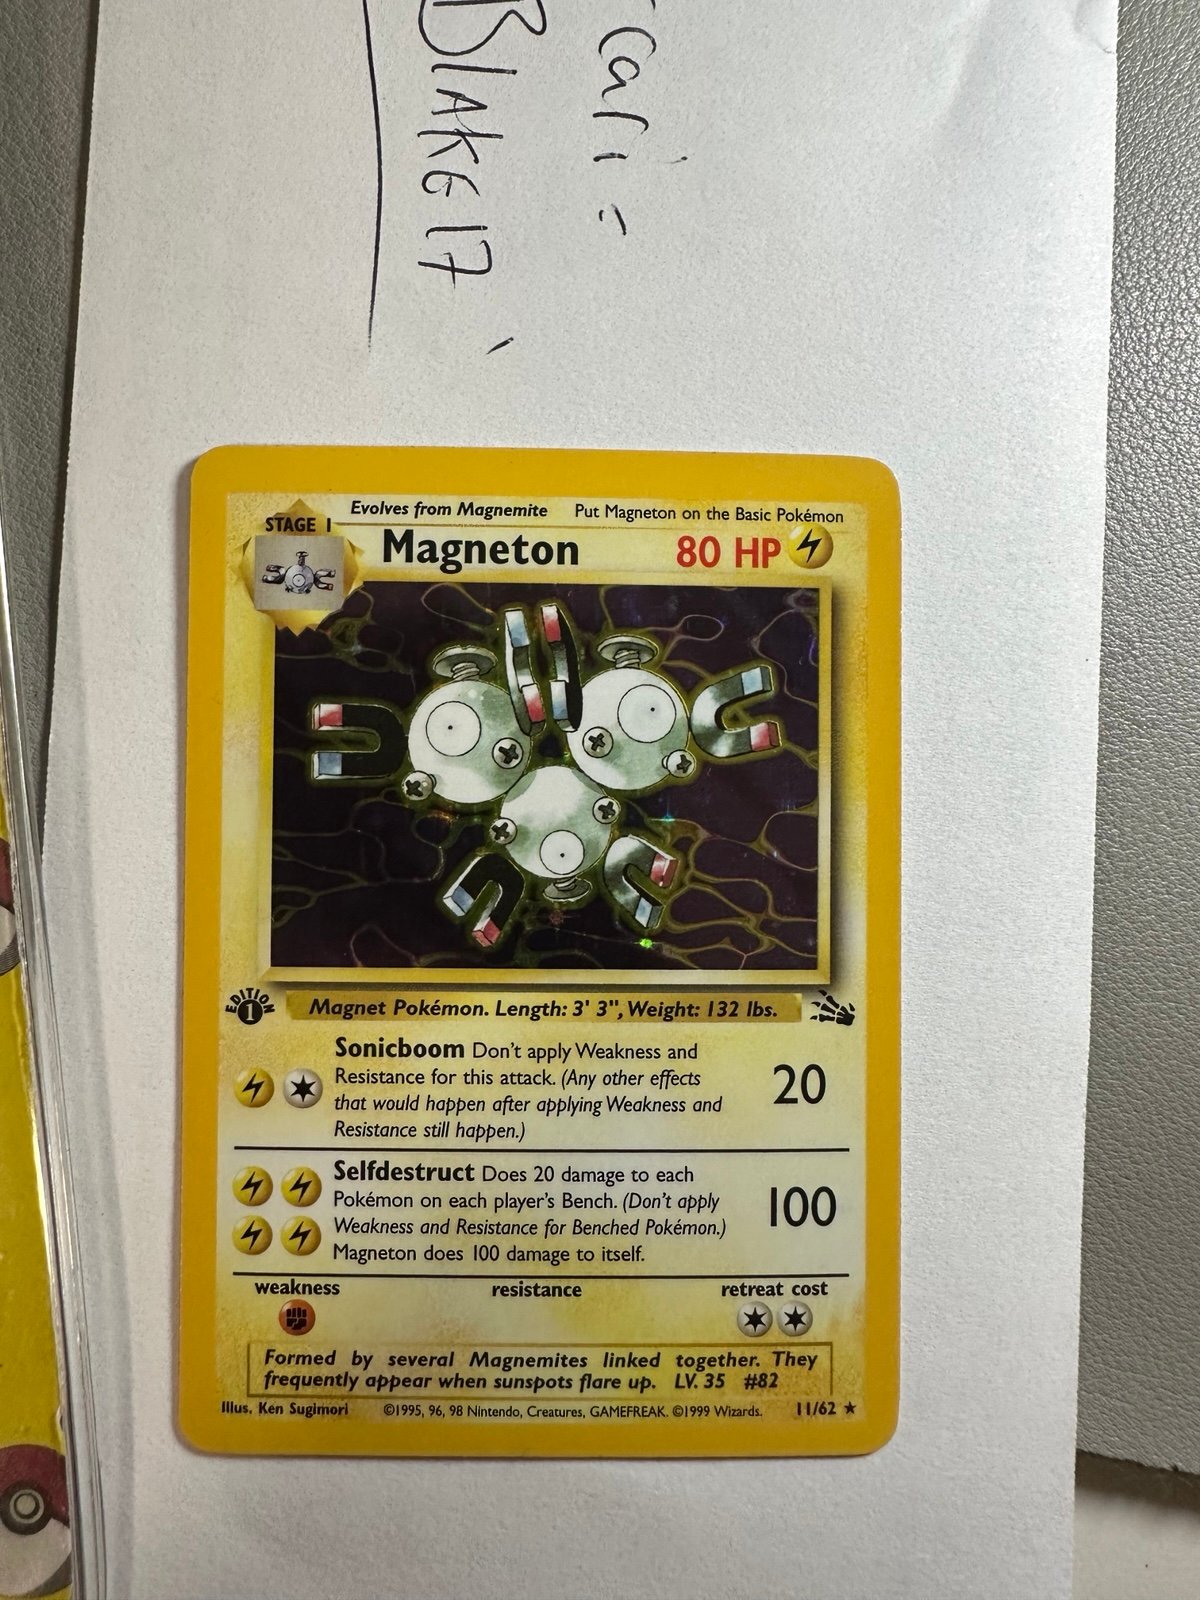 cari
BlAKE17
Evolves from Magnemite Put Magneton on the Basic Pokémon
STAGE 1
Magneton 80 HP
EDITION 1
Magnet Pokémon. Length: 3' 3", Weight: 132 lbs.
Sonicboom Don't apply Weakness and
Resistance for this attack. (Any other effects
that would happen after applying Weakness and
Resistance still happen.)
20
Selfdestruct Does 20 damage to each
Pokémon on each player's Bench. (Don't apply
Weakness and Resistance for Benched Pokémon.)
Magneton does 100 damage to itself.
100
weakness resistance retreat cost
Formed by several Magnemites linked together. They
frequently appear when sunspots flare up. LV. 35 #82
Illus. Ken Sugimori ©1995, 96, 98 Nintendo, Creatures, GAMEFREAK. ©1999 Wizards. 11/62 ★